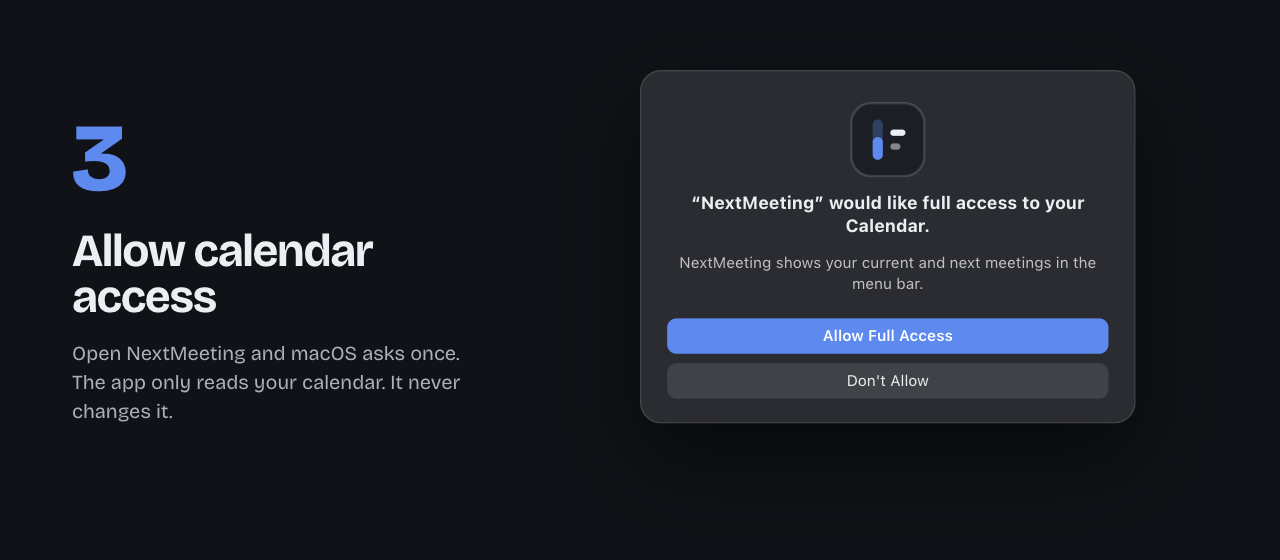 3
Allow calendar
access
Open NextMeeting and macOS asks once.
The app only reads your calendar. It never
changes it.
“NextMeeting” would like full access to your
Calendar.
NextMeeting shows your current and next meetings in the
menu bar.
Allow Full Access
Don't Allow